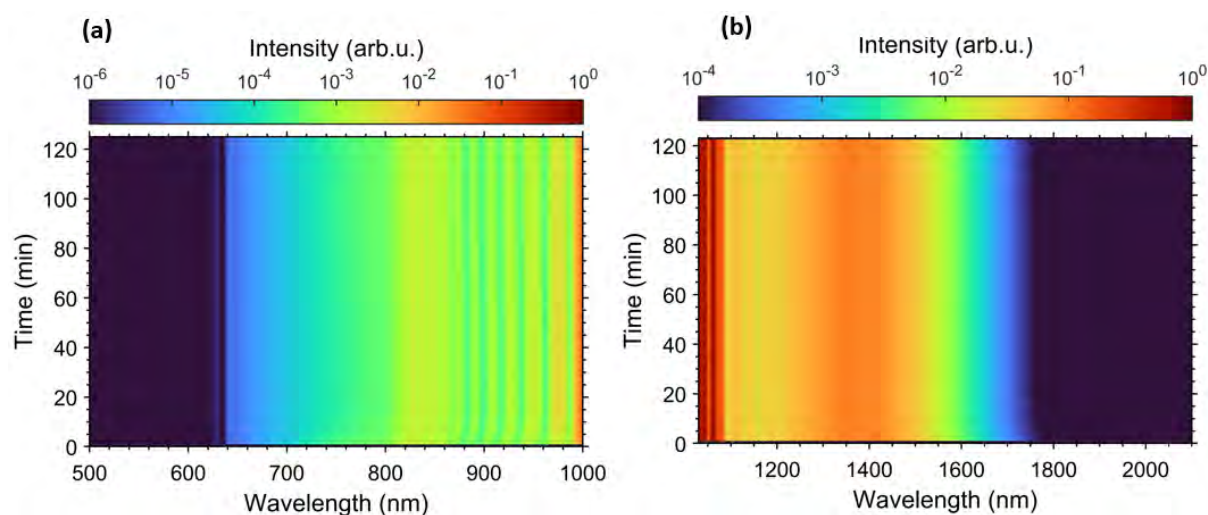 (a)
Intensity (arb.u.)
10^-6 10^-5 10^-4 10^-3 10^-2 10^-1 10^0
Time (min)
120
100
80
60
40
20
0
500 600 700 800 900 1000
Wavelength (nm)
(b)
Intensity (arb.u.)
10^-4 10^-3 10^-2 10^-1 10^0
Time (min)
120
100
80
60
40
20
0
1200 1400 1600 1800 2000
Wavelength (nm)